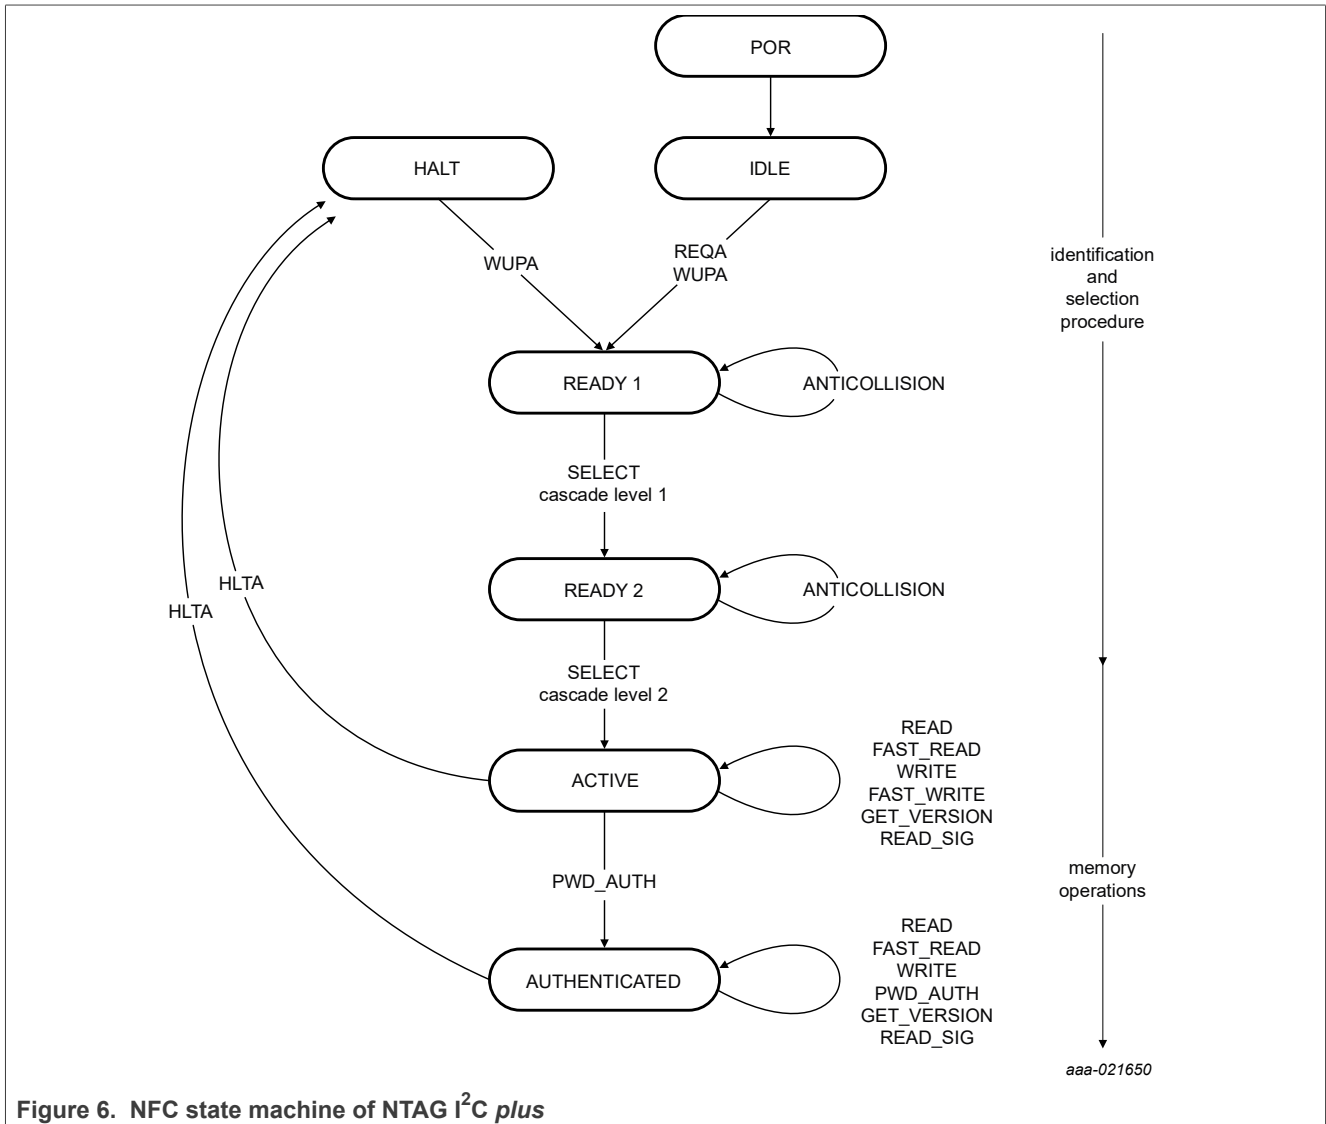 POR
HALT
IDLE
WUPA
REQA
WUPA
identification
and
selection
procedure
READY 1
ANTICOLLISION
SELECT
cascade level 1
READY 2
ANTICOLLISION
HLTA
HLTA
SELECT
cascade level 2
READ
FAST_READ
WRITE
FAST_WRITE
GET_VERSION
READ_SIG
ACTIVE
PWD_AUTH
memory
operations
READ
FAST_READ
WRITE
PWD_AUTH
GET_VERSION
READ_SIG
AUTHENTICATED
aaa-021650
Figure 6. NFC state machine of NTAG I²C plus